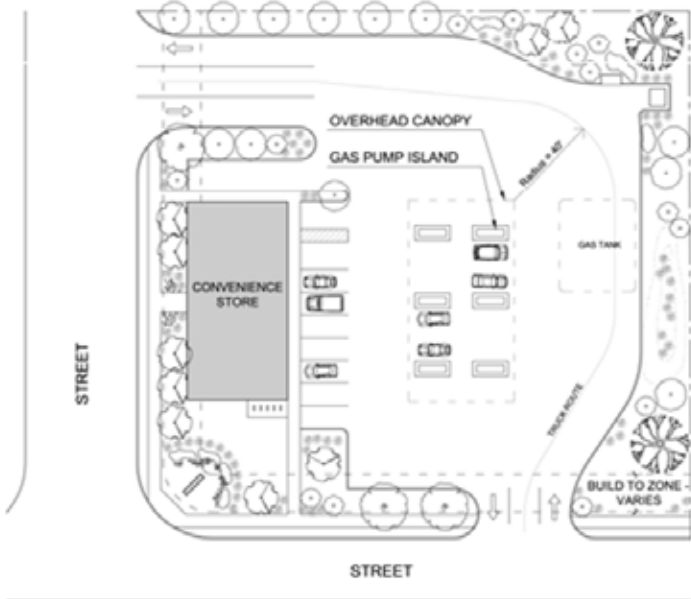 OVERHEAD CANOPY
GAS PUMP ISLAND
Radius = 40'
GAS TANK
CONVENIENCE
STORE
STREET
TRUCK ROUTE
BUILD TO ZONE -
VARIES
STREET